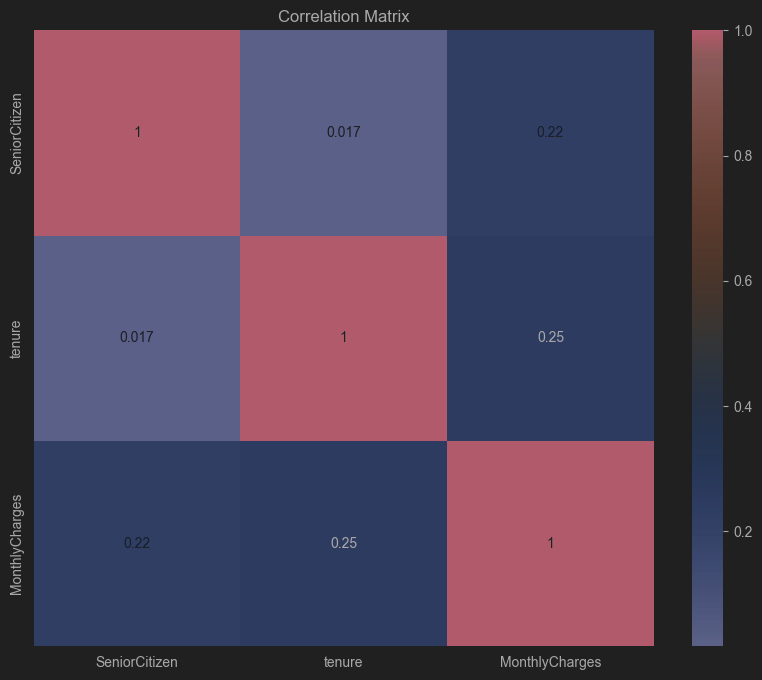 Correlation Matrix
SeniorCitizen
1
0.017
0.22
tenure
0.017
1
0.25
MonthlyCharges
0.22
0.25
1
SeniorCitizen
tenure
MonthlyCharges
1.0
0.8
0.6
0.4
0.2